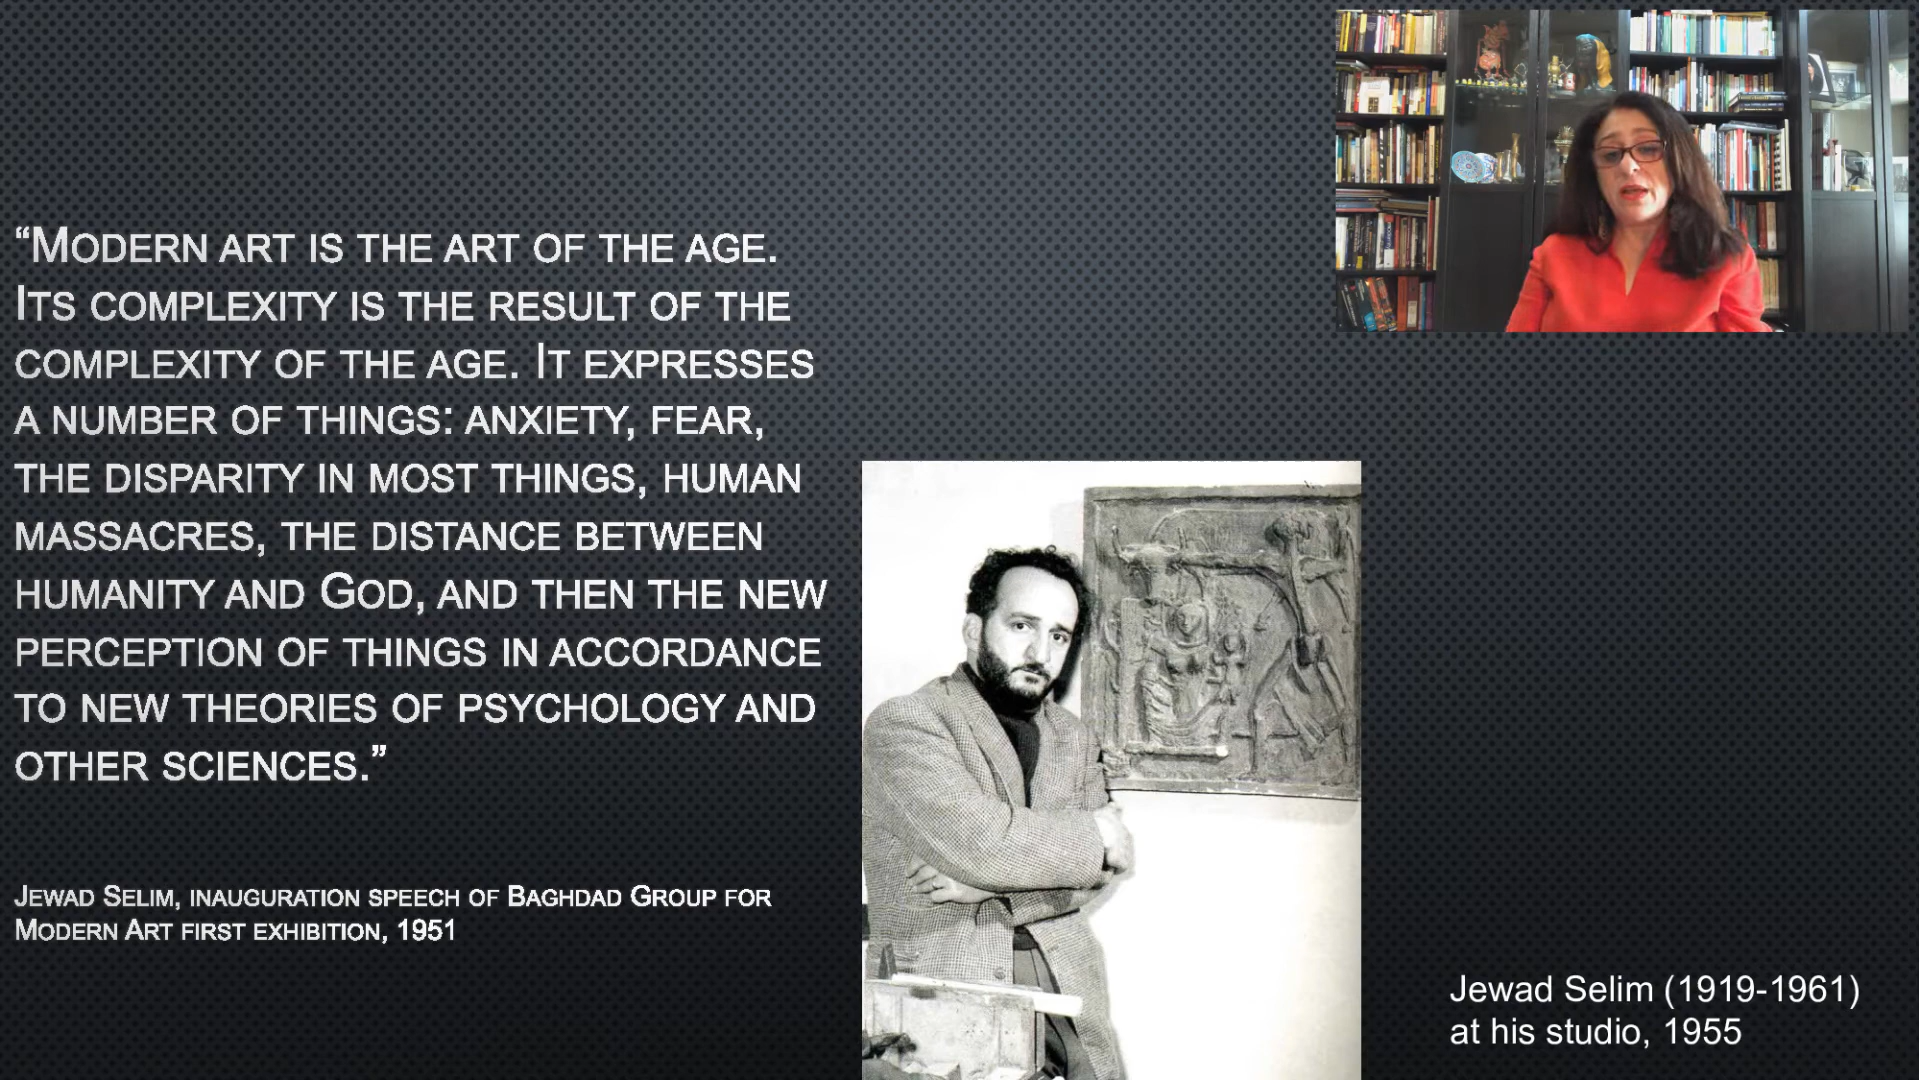 “Modern art is the art of the age.
Its complexity is the result of the
complexity of the age. It expresses
a number of things: anxiety, fear,
the disparity in most things, human
massacres, the distance between
humanity and God, and then the new
perception of things in accordance
to new theories of psychology and
other sciences.”
Jewad Selim, inauguration speech of Baghdad Group for
Modern Art first exhibition, 1951
Jewad Selim (1919-1961)
at his studio, 1955